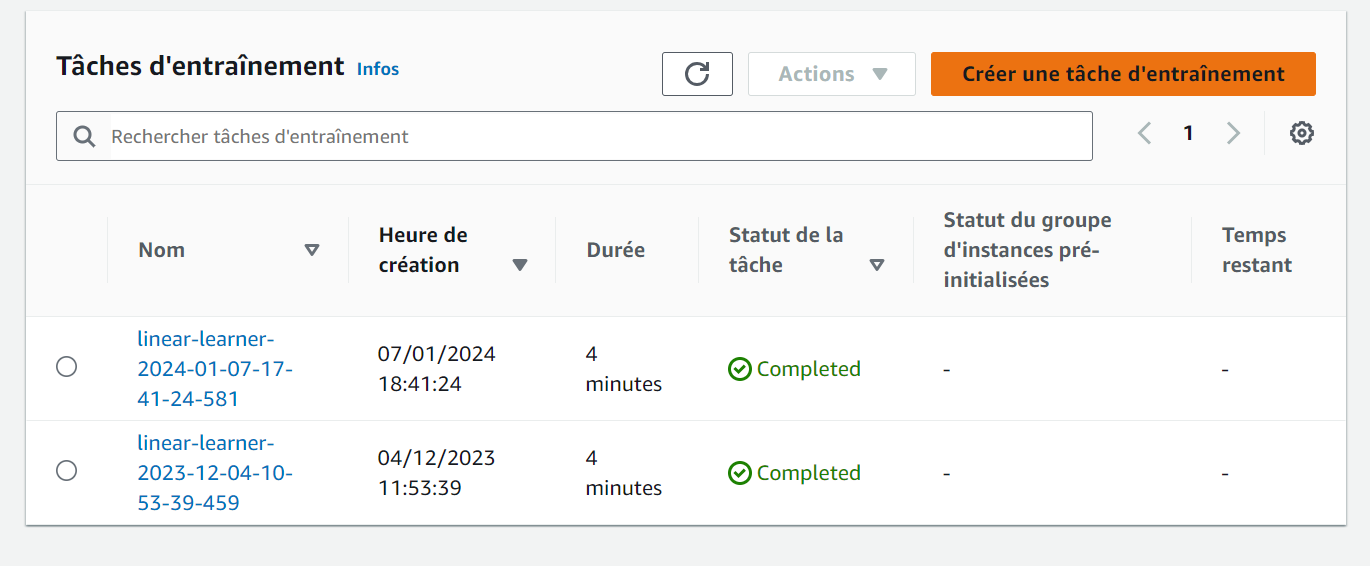 Tâches d'entraînement Infos
Actions
Créer une tâche d'entraînement
Rechercher tâches d'entraînement
1
Nom
Heure de
création
Durée
Statut de la
tâche
Statut du groupe
d'instances pré-
initialisées
Temps
restant
linear-learner-
2024-01-07-17-
41-24-581
07/01/2024
18:41:24
4
minutes
Completed
-
-
linear-learner-
2023-12-04-10-
53-39-459
04/12/2023
11:53:39
4
minutes
Completed
-
-